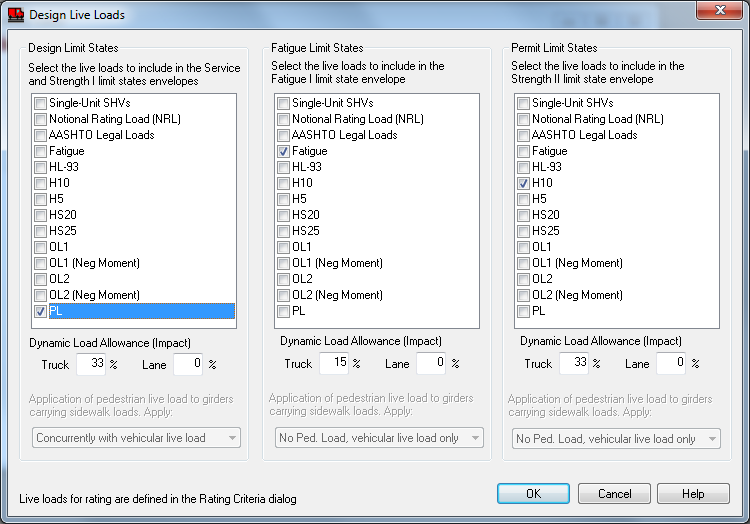 Design Live Loads
Design Limit States
Select the live loads to include in the Service
and Strength I limit states envelopes
Single-Unit SHVs
Notional Rating Load (NRL)
AASHTO Legal Loads
Fatigue
HL-93
H10
H5
HS20
HS25
OL1
OL1 (Neg Moment)
OL2
OL2 (Neg Moment)
PL
Dynamic Load Allowance (Impact)
Truck 33 % Lane 0 %
Application of pedestrian live load to girders
carrying sidewalk loads. Apply:
Concurrently with vehicular live load
Fatigue Limit States
Select the live loads to include in the
Fatigue I limit state envelope
Single-Unit SHVs
Notional Rating Load (NRL)
AASHTO Legal Loads
Fatigue
HL-93
H10
H5
HS20
HS25
OL1
OL1 (Neg Moment)
OL2
OL2 (Neg Moment)
PL
Dynamic Load Allowance (Impact)
Truck 15 % Lane 0 %
Application of pedestrian live load to girders
carrying sidewalk loads. Apply:
No Ped. Load, vehicular live load only
Permit Limit States
Select the live loads to include in the
Strength II limit state envelope
Single-Unit SHVs
Notional Rating Load (NRL)
AASHTO Legal Loads
Fatigue
HL-93
H10
H5
HS20
HS25
OL1
OL1 (Neg Moment)
OL2
OL2 (Neg Moment)
PL
Dynamic Load Allowance (Impact)
Truck 33 % Lane 0 %
Application of pedestrian live load to girders
carrying sidewalk loads. Apply:
No Ped. Load, vehicular live load only
Live loads for rating are defined in the Rating Criteria dialog
OK Cancel Help